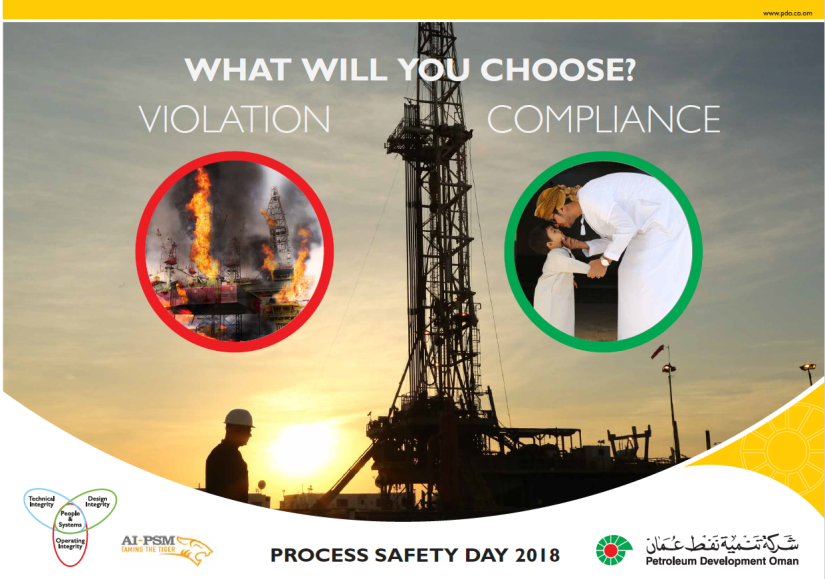 www.pdo.co.om
WHAT WILL YOU CHOOSE?
VIOLATION
COMPLIANCE
Technical
Integrity
Design
Integrity
People
&
Systems
Operating
Integrity
AI-PSM
TAMING THE TIGER
PROCESS SAFETY DAY 2018
شركة تنمية نفط عُمان
Petroleum Development Oman